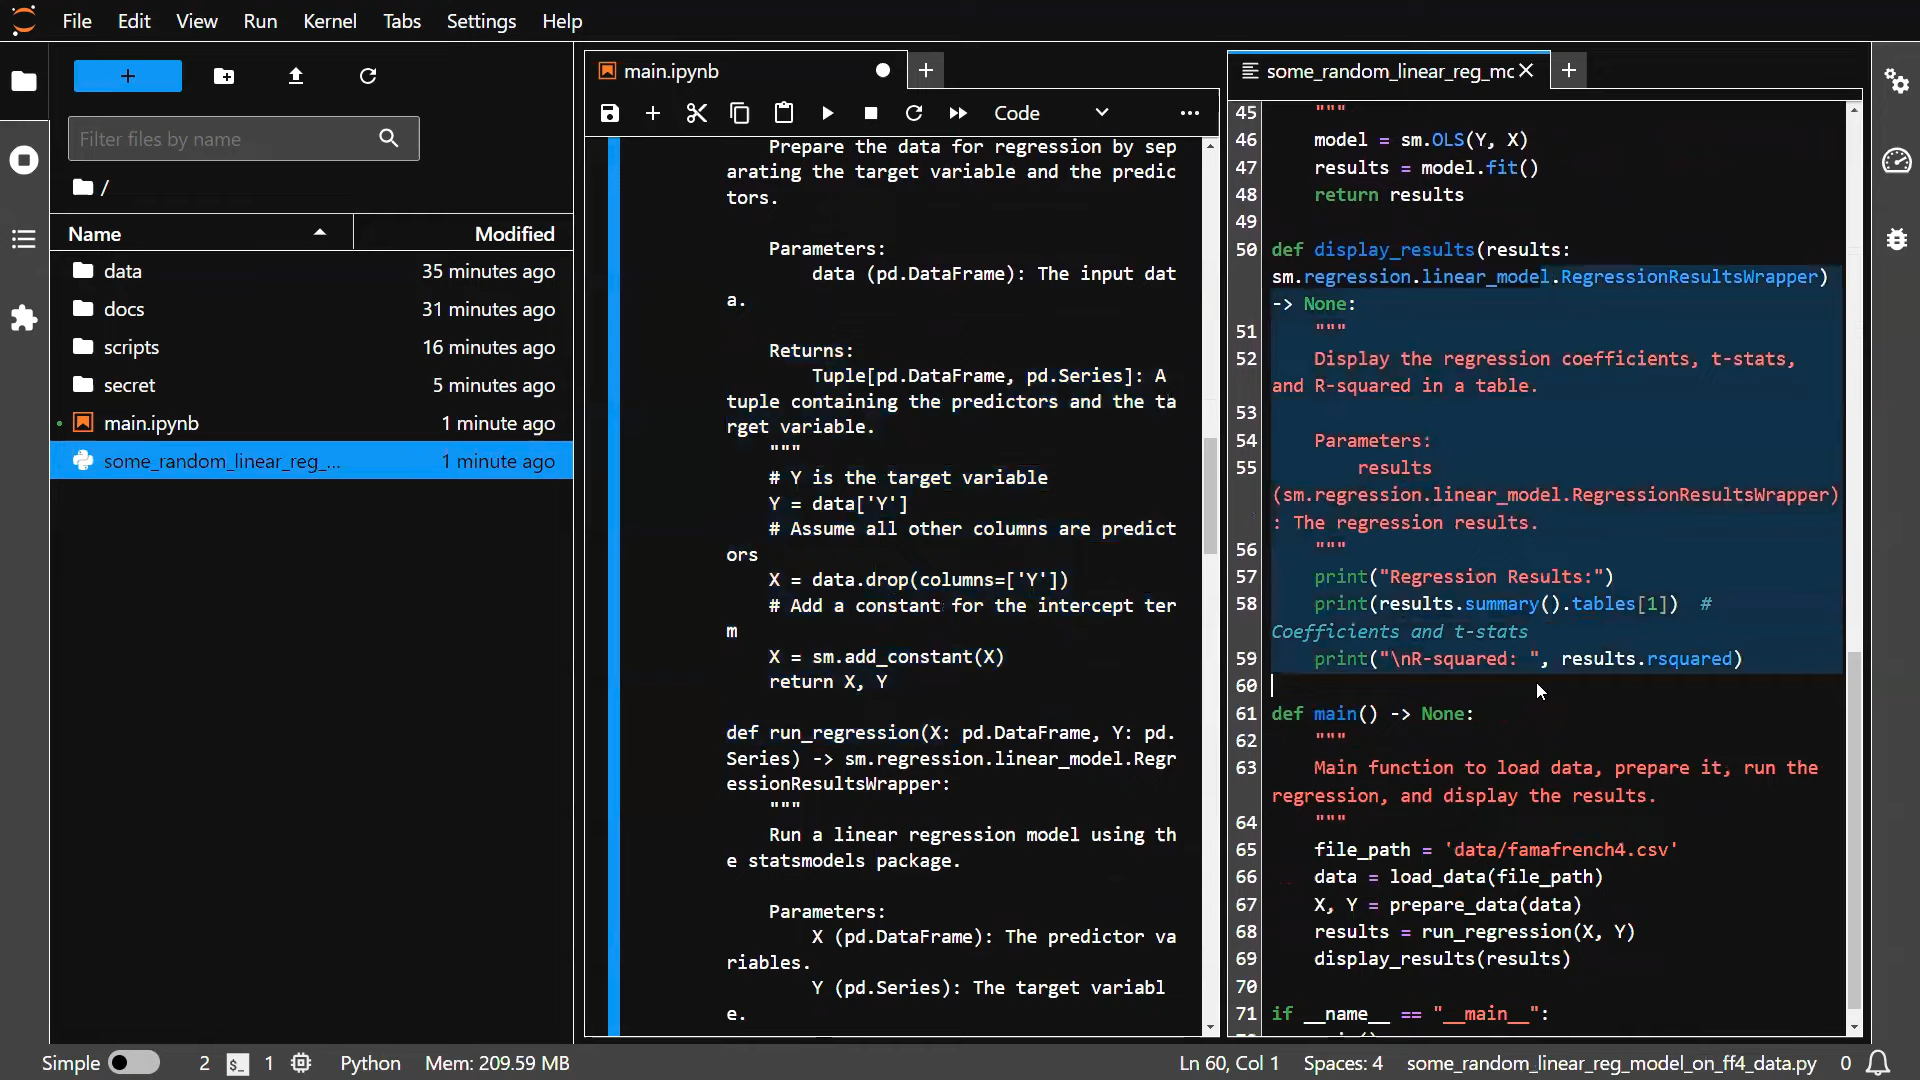 File Edit View Run Kernel Tabs Settings Help
+
Filter files by name
/
Name Modified
data 35 minutes ago
docs 31 minutes ago
scripts 16 minutes ago
secret 5 minutes ago
main.ipynb 1 minute ago
some_random_linear_reg_... 1 minute ago
main.ipynb
Code
Prepare the data for regression by sep
arating the target variable and the predic
tors.
Parameters:
data (pd.DataFrame): The input dat
a.
Returns:
Tuple[pd.DataFrame, pd.Series]: A
tuple containing the predictors and the ta
rget variable.
"""
# Y is the target variable
Y = data['Y']
# Assume all other columns are predict
ors
X = data.drop(columns=['Y'])
# Add a constant for the intercept ter
m
X = sm.add_constant(X)
return X, Y
def run_regression(X: pd.DataFrame, Y: pd.
Series) -> sm.regression.linear_model.Regr
essionResultsWrapper:
"""
Run a linear regression model using th
e statsmodels package.
Parameters:
X (pd.DataFrame): The predictor va
riables.
Y (pd.Series): The target variabl
e.
some_random_linear_reg_mo
45 """
46 model = sm.OLS(Y, X)
47 results = model.fit()
48 return results
49
50 def display_results(results:
sm.regression.linear_model.RegressionResultsWrapper)
-> None:
51 """
52 Display the regression coefficients, t-stats,
and R-squared in a table.
53
54 Parameters:
55 results
(sm.regression.linear_model.RegressionResultsWrapper)
: The regression results.
56 """
57 print("Regression Results:")
58 print(results.summary().tables[1]) #
Coefficients and t-stats
59 print("\nR-squared: ", results.rsquared)
60
61 def main() -> None:
62 """
63 Main function to load data, prepare it, run the
regression, and display the results.
64 """
65 file_path = 'data/famafrench4.csv'
66 data = load_data(file_path)
67 X, Y = prepare_data(data)
68 results = run_regression(X, Y)
69 display_results(results)
70
71 if __name__ == "__main__":
Simple 2 $_ 1 Python Mem: 209.59 MB
Ln 60, Col 1 Spaces: 4 some_random_linear_reg_model_on_ff4_data.py 0